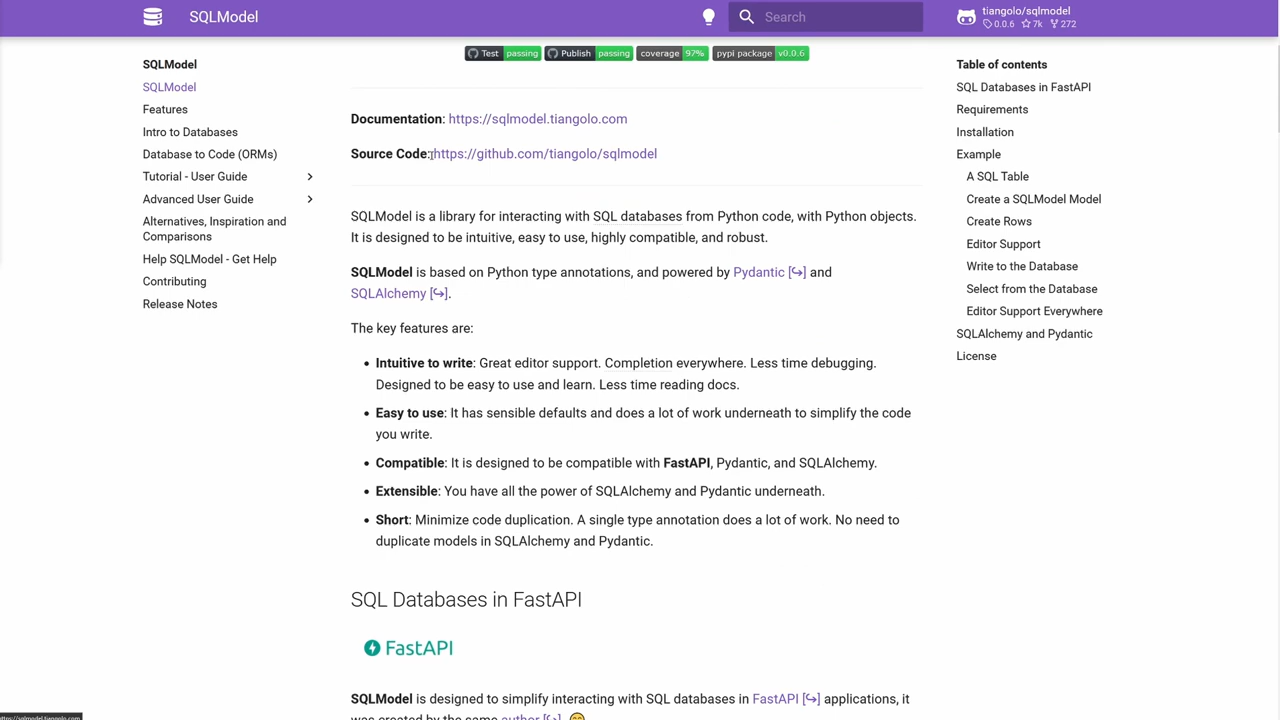 SQLModel
Search
tiangolo/sqlmodel
0.0.6 7k 272
SQLModel
SQLModel
Features
Intro to Databases
Database to Code (ORMs)
Tutorial - User Guide
Advanced User Guide
Alternatives, Inspiration and
Comparisons
Help SQLModel - Get Help
Contributing
Release Notes
Test passing Publish passing coverage 97% pypi package v0.0.6
Documentation: https://sqlmodel.tiangolo.com
Source Code: https://github.com/tiangolo/sqlmodel
SQLModel is a library for interacting with SQL databases from Python code, with Python objects.
It is designed to be intuitive, easy to use, highly compatible, and robust.
SQLModel is based on Python type annotations, and powered by Pydantic [↪] and
SQLAlchemy [↪].
The key features are:
• Intuitive to write: Great editor support. Completion everywhere. Less time debugging.
Designed to be easy to use and learn. Less time reading docs.
• Easy to use: It has sensible defaults and does a lot of work underneath to simplify the code
you write.
• Compatible: It is designed to be compatible with FastAPI, Pydantic, and SQLAlchemy.
• Extensible: You have all the power of SQLAlchemy and Pydantic underneath.
• Short: Minimize code duplication. A single type annotation does a lot of work. No need to
duplicate models in SQLAlchemy and Pydantic.
SQL Databases in FastAPI
FastAPI
SQLModel is designed to simplify interacting with SQL databases in FastAPI [↪] applications, it
was created by the same author [↪]. 😁
Table of contents
SQL Databases in FastAPI
Requirements
Installation
Example
A SQL Table
Create a SQLModel Model
Create Rows
Editor Support
Write to the Database
Select from the Database
Editor Support Everywhere
SQLAlchemy and Pydantic
License
https://sqlmodel.tiangolo.com